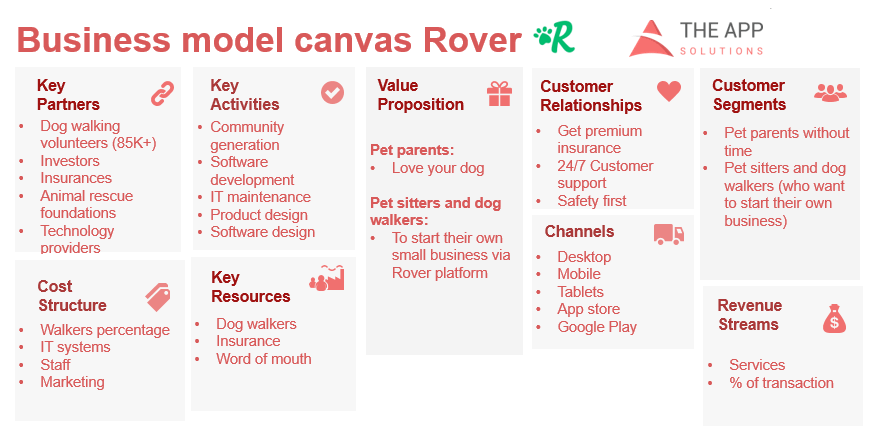 Business model canvas Rover
R
THE APP
SOLUTIONS
Key
Partners
• Dog walking
volunteers (85K+)
• Investors
• Insurances
• Animal rescue
foundations
• Technology
providers
Key
Activities
• Community
generation
• Software
development
• IT maintenance
• Product design
• Software design
Value
Proposition
Pet parents:
• Love your dog
Pet sitters and dog
walkers:
• To start their own
small business via
Rover platform
Customer
Relationships
• Get premium
insurance
• 24/7 Customer
support
• Safety first
Customer
Segments
• Pet parents without
time
• Pet sitters and dog
walkers (who want
to start their own
business)
Channels
• Desktop
• Mobile
• Tablets
• App store
• Google Play
Cost
Structure
• Walkers percentage
• IT systems
• Staff
• Marketing
Key
Resources
• Dog walkers
• Insurance
• Word of mouth
Revenue
Streams
$
• Services
• % of transaction